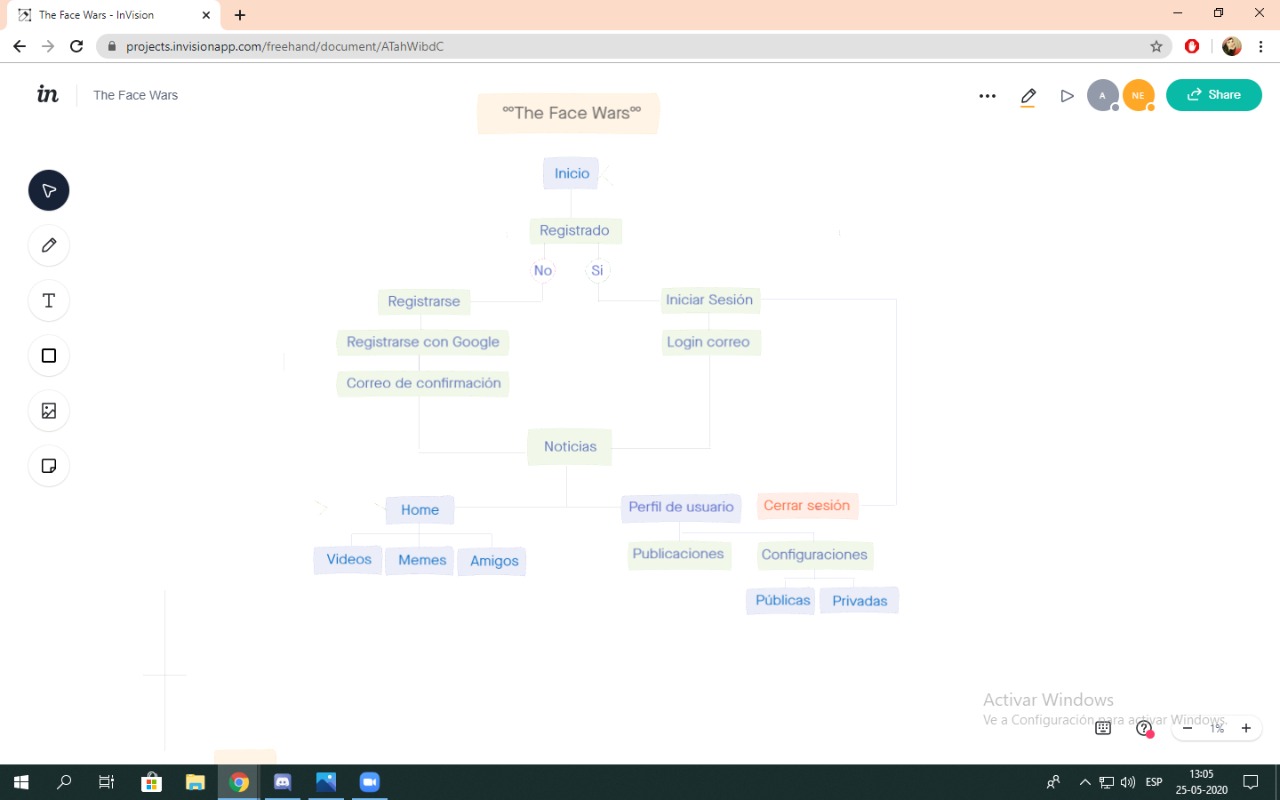 The Face Wars - InVision
projects.invisionapp.com/freehand/document/ATahWibdC
in
The Face Wars
°°The Face Wars°°
A
NE
Share
Inicio
Registrado
No
Si
Registrarse
Iniciar Sesión
Registrarse con Google
Login correo
Correo de confirmación
Noticias
Home
Perfil de usuario
Cerrar sesión
Videos
Memes
Amigos
Publicaciones
Configuraciones
Públicas
Privadas
Activar Windows
Ve a Configuración para activar Windows.
1%
ESP
13:05
25-05-2020